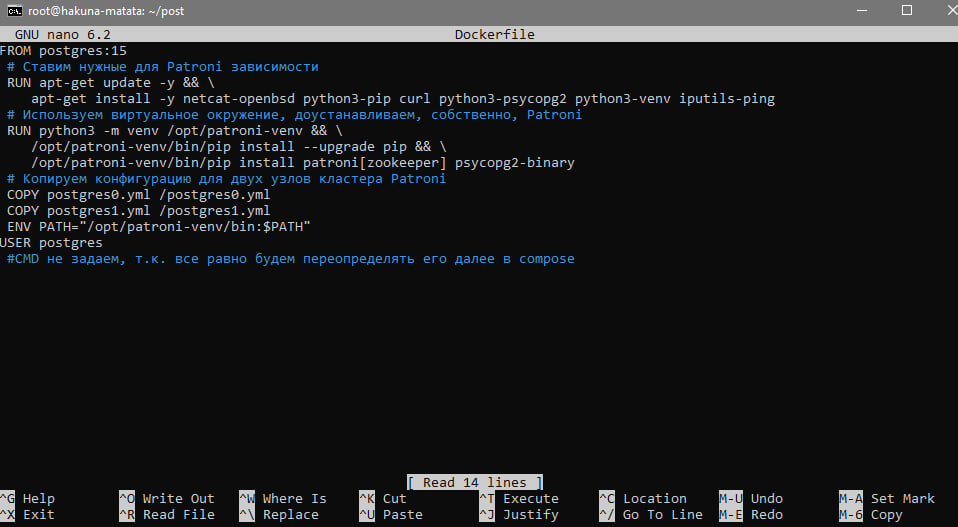 root@hakuna-matata: ~/post
GNU nano 6.2 Dockerfile
FROM postgres:15
# Ставим нужные для Patroni зависимости
RUN apt-get update -y && \
apt-get install -y netcat-openbsd python3-pip curl python3-psycopg2 python3-venv iputils-ping
# Используем виртуальное окружение, доустанавливаем, собственно, Patroni
RUN python3 -m venv /opt/patroni-venv && \
/opt/patroni-venv/bin/pip install --upgrade pip && \
/opt/patroni-venv/bin/pip install patroni[zookeeper] psycopg2-binary
# Копируем конфигурацию для двух узлов кластера Patroni
COPY postgres0.yml /postgres0.yml
COPY postgres1.yml /postgres1.yml
ENV PATH="/opt/patroni-venv/bin:$PATH"
USER postgres
#CMD не задаем, т.к. все равно будем переопределять его далее в compose
[ Read 14 lines ]
^G Help ^O Write Out ^W Where Is ^K Cut ^T Execute ^C Location M-U Undo M-A Set Mark
^X Exit ^R Read File ^\ Replace ^U Paste ^J Justify ^/ Go To Line M-E Redo M-6 Copy